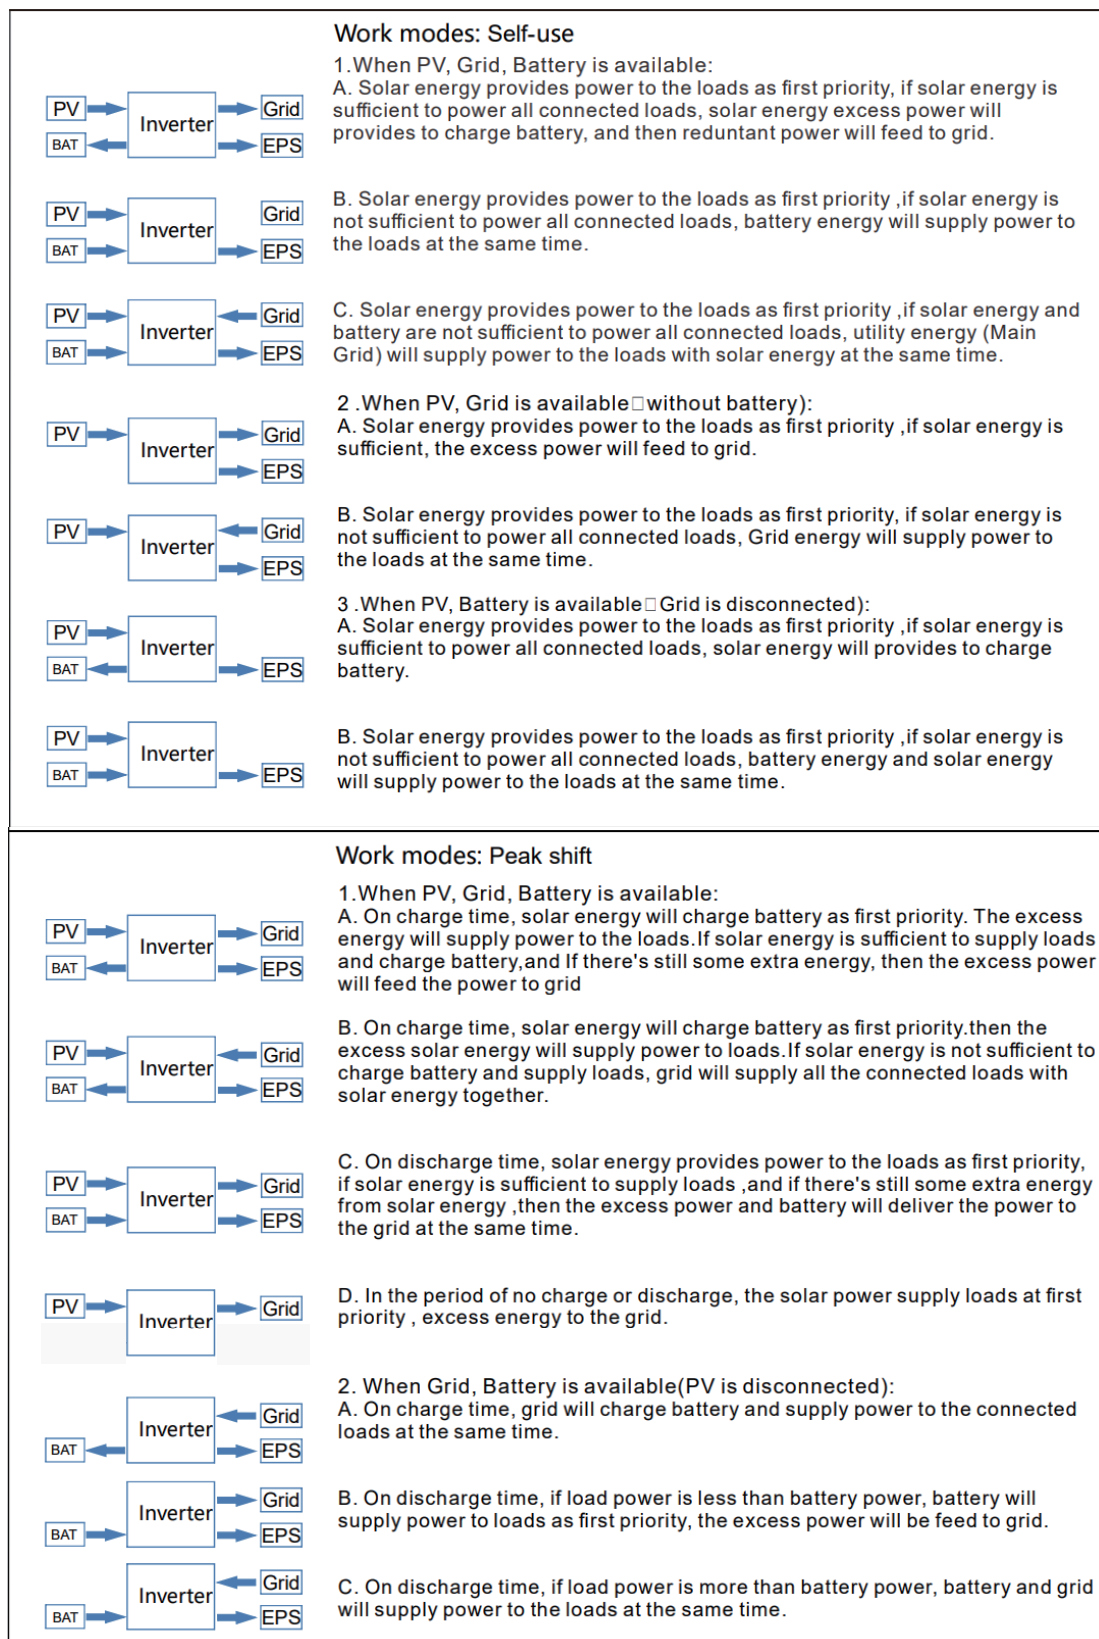 Work modes: Self-use
1.When PV, Grid, Battery is available:
A. Solar energy provides power to the loads as first priority, if solar energy is
sufficient to power all connected loads, solar energy excess power will
provides to charge battery, and then reduntant power will feed to grid.
PV
Inverter
Grid
BAT
EPS
B. Solar energy provides power to the loads as first priority ,if solar energy is
not sufficient to power all connected loads, battery energy will supply power to
the loads at the same time.
PV
Inverter
Grid
BAT
EPS
C. Solar energy provides power to the loads as first priority ,if solar energy and
battery are not sufficient to power all connected loads, utility energy (Main
Grid) will supply power to the loads with solar energy at the same time.
PV
Inverter
Grid
BAT
EPS
2 .When PV, Grid is available□without battery):
A. Solar energy provides power to the loads as first priority ,if solar energy is
sufficient, the excess power will feed to grid.
PV
Inverter
Grid
EPS
B. Solar energy provides power to the loads as first priority, if solar energy is
not sufficient to power all connected loads, Grid energy will supply power to
the loads at the same time.
PV
Inverter
Grid
EPS
3 .When PV, Battery is available□Grid is disconnected):
A. Solar energy provides power to the loads as first priority ,if solar energy is
sufficient to power all connected loads, solar energy will provides to charge
battery.
PV
Inverter
BAT
EPS
B. Solar energy provides power to the loads as first priority ,if solar energy is
not sufficient to power all connected loads, battery energy and solar energy
will supply power to the loads at the same time.
PV
Inverter
BAT
EPS
Work modes: Peak shift
1.When PV, Grid, Battery is available:
A. On charge time, solar energy will charge battery as first priority. The excess
energy will supply power to the loads.If solar energy is sufficient to supply loads
and charge battery,and If there's still some extra energy, then the excess power
will feed the power to grid
PV
Inverter
Grid
BAT
EPS
B. On charge time, solar energy will charge battery as first priority.then the
excess solar energy will supply power to loads.If solar energy is not sufficient to
charge battery and supply loads, grid will supply all the connected loads with
solar energy together.
PV
Inverter
Grid
BAT
EPS
C. On discharge time, solar energy provides power to the loads as first priority,
if solar energy is sufficient to supply loads ,and if there's still some extra energy
from solar energy ,then the excess power and battery will deliver the power to
the grid at the same time.
PV
Inverter
Grid
BAT
EPS
D. In the period of no charge or discharge, the solar power supply loads at first
priority , excess energy to the grid.
PV
Inverter
Grid
2. When Grid, Battery is available(PV is disconnected):
A. On charge time, grid will charge battery and supply power to the connected
loads at the same time.
Inverter
Grid
BAT
EPS
B. On discharge time, if load power is less than battery power, battery will
supply power to loads as first priority, the excess power will be feed to grid.
Inverter
Grid
BAT
EPS
C. On discharge time, if load power is more than battery power, battery and grid
will supply power to the loads at the same time.
Inverter
Grid
BAT
EPS